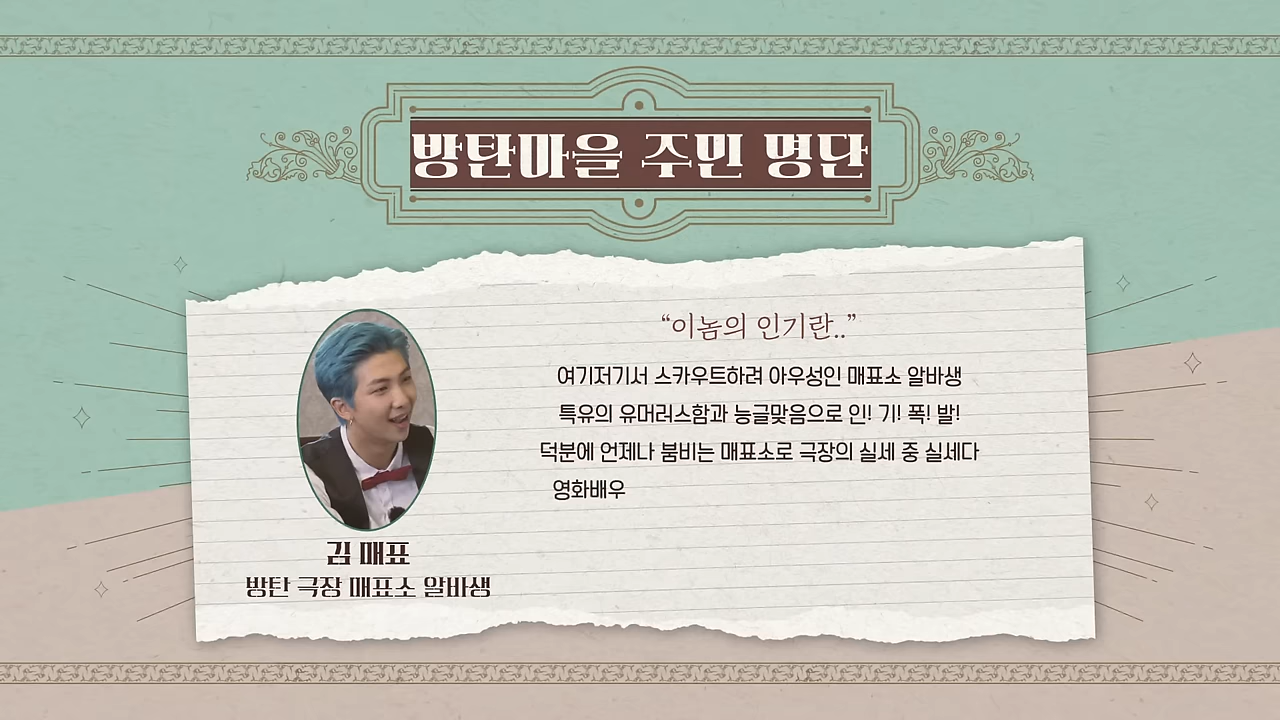 방탄마을 주민 명단
“이놈의 인기란..”
여기저기서 스카우트하려 아우성인 매표소 알바생
특유의 유머러스함과 능글맞음으로 인! 기! 폭! 발!
덕분에 언제나 붐비는 매표소로 극장의 실세 중 실세다
영화배우
김 매표
방탄 극장 매표소 알바생